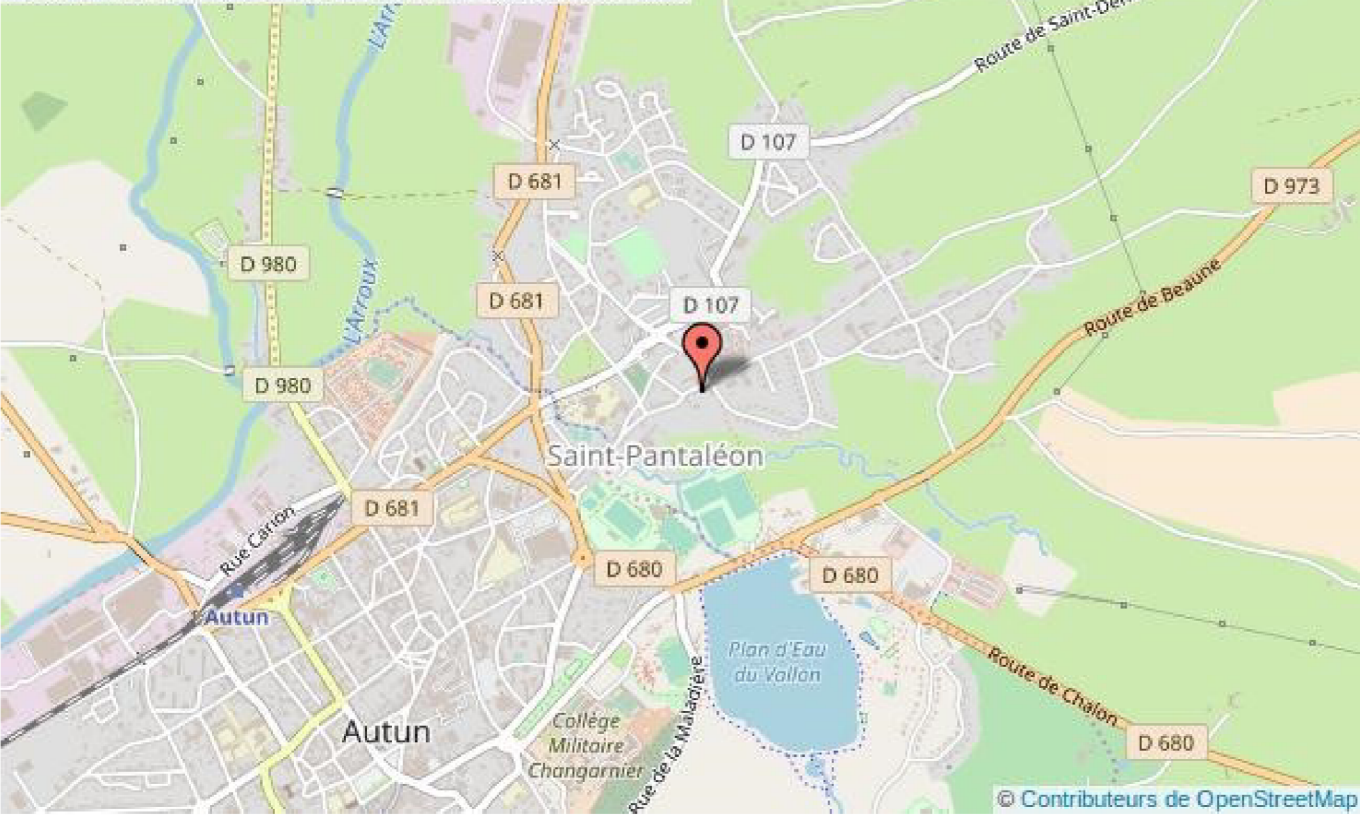 L'Arr
Route de Saint-Den
D 107
D 681
D 973
D 980
L'Arroux
D 681
D 107
Route de Beaune
D 980
Saint-Pantaléon
D 681
Rue Carion
D 680
D 680
Autun
Plan d'Eau
du Vallon
Route de Chalon
Rue de la Maladière
Collège
Militaire
Changarnier
Autun
D 680
© Contributeurs de OpenStreetMap